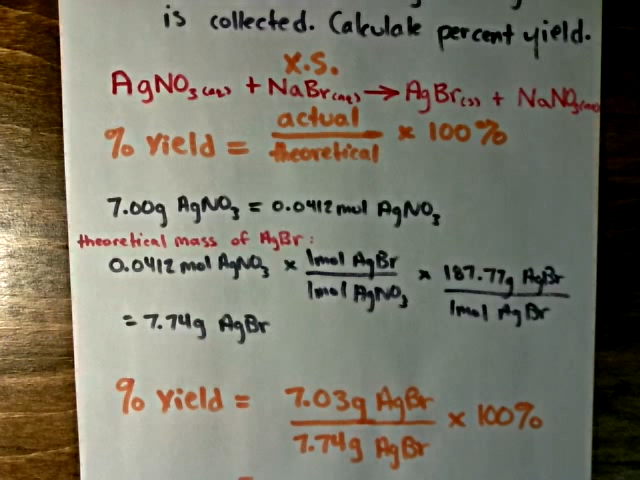 is collected. Calculate percent yield.
x.s.
AgNO₃(aq) + NaBr(aq) → AgBr(s) + NaNO₃(aq)
% Yield = actual / theoretical × 100%
7.00g AgNO₃ = 0.0412 mol AgNO₃
theoretical mass of AgBr:
0.0412 mol AgNO₃ × 1mol AgBr / 1mol AgNO₃ × 187.77g AgBr / 1mol AgBr
= 7.74g AgBr
% Yield = 7.03g AgBr / 7.74g AgBr × 100%